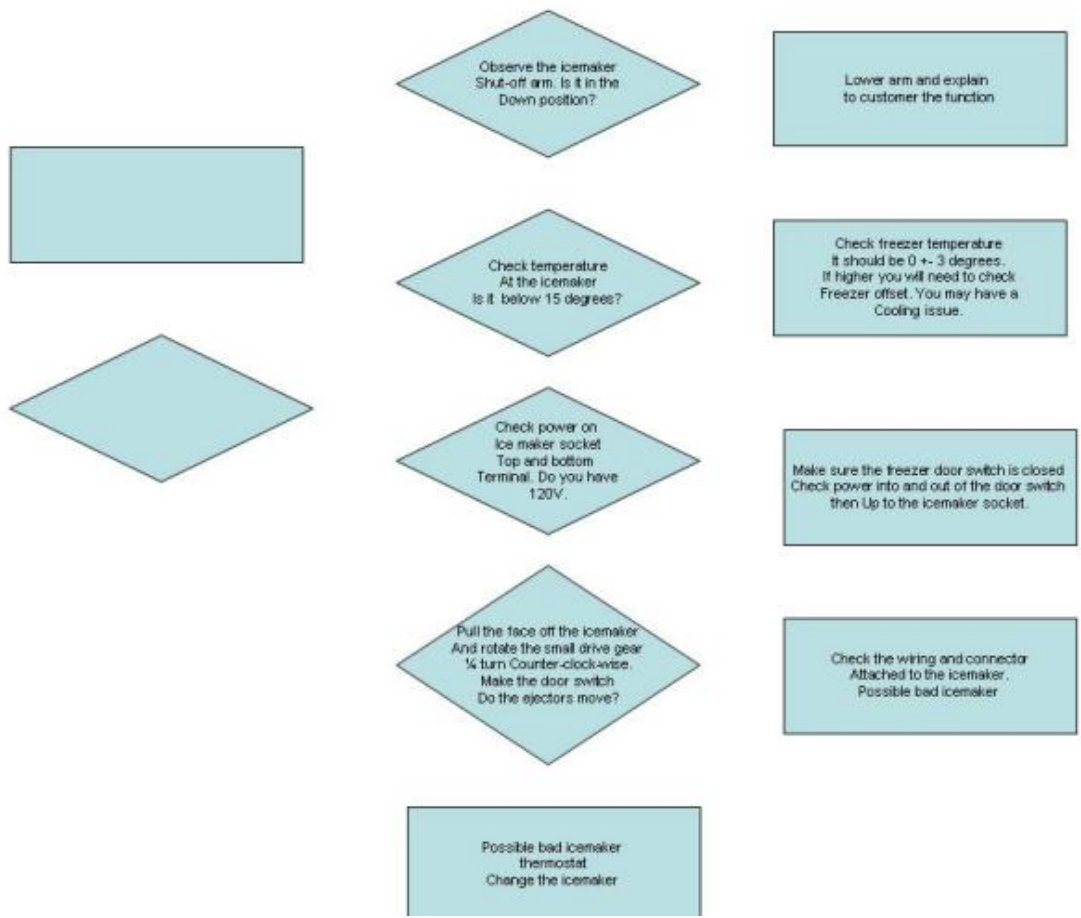 Observe the icemaker
Shut-off arm. Is it in the
Down position?
Lower arm and explain
to customer the function
Check temperature
At the icemaker
Is it below 15 degrees?
Check freezer temperature
It should be 0 +- 3 degrees.
If higher you will need to check
Freezer offset. You may have a
Cooling issue.
Check power on
Ice maker socket
Top and bottom
Terminal. Do you have
120V.
Make sure the freezer door switch is closed
Check power into and out of the door switch
then Up to the icemaker socket.
Pull the face off the icemaker
And rotate the small drive gear
¼ turn Counter-clock-wise.
Make the door switch
Do the ejectors move?
Check the wiring and connector
Attached to the icemaker.
Possible bad icemaker
Possible bad icemaker
thermostat
Change the icemaker